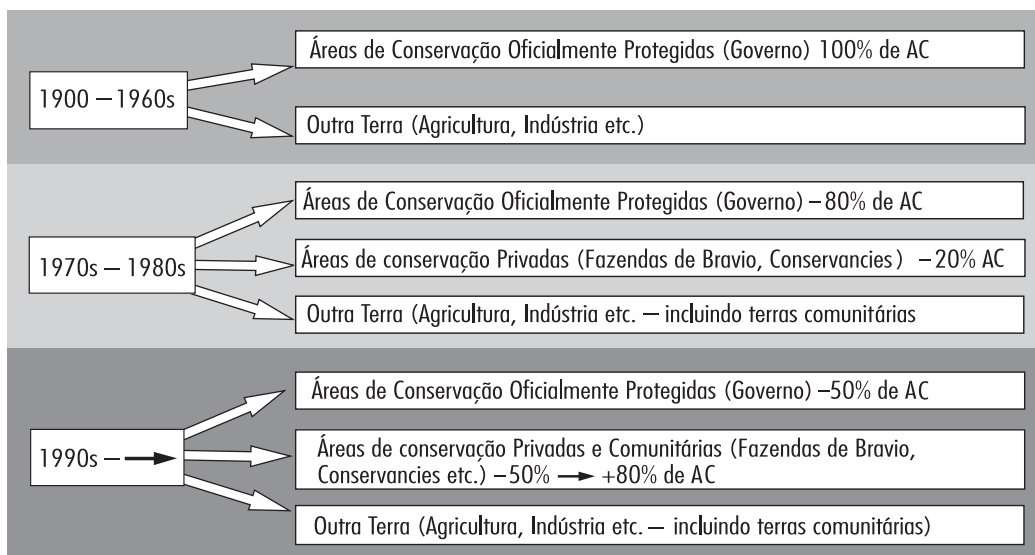 1900 – 1960s
Áreas de Conservação Oficialmente Protegidas (Governo) 100% de AC
Outra Terra (Agricultura, Indústria etc.)
1970s – 1980s
Áreas de Conservação Oficialmente Protegidas (Governo) –80% de AC
Áreas de conservação Privadas (Fazendas de Bravio, Conservancies) –20% AC
Outra Terra (Agricultura, Indústria etc. – incluindo terras comunitárias
1990s – →
Áreas de Conservação Oficialmente Protegidas (Governo) –50% de AC
Áreas de conservação Privadas e Comunitárias (Fazendas de Bravio,
Conservancies etc.) –50% → +80% de AC
Outra Terra (Agricultura, Indústria etc. – incluindo terras comunitárias)